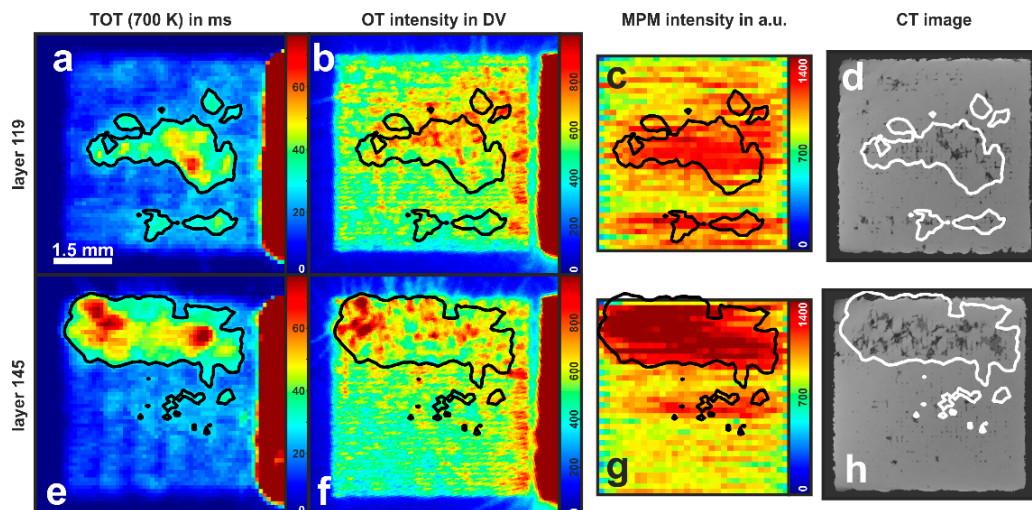 TOT (700 K) in ms OT intensity in DV MPM intensity in a.u. CT image
layer 119
a b c d
60 40 20 0
800 600 400 200 0
1400 700 0
1.5 mm
layer 145
e f g h
60 40 20 0
800 600 400 200 0
1400 700 0